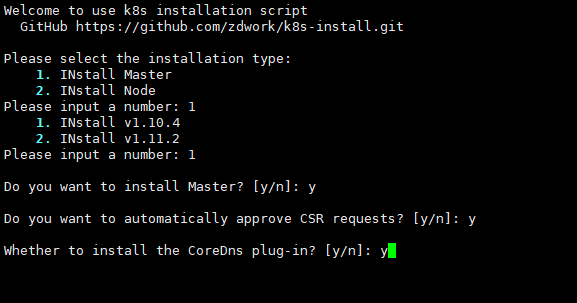 Welcome to use k8s installation script
GitHub https://github.com/zdwork/k8s-install.git
Please select the installation type:
1. INstall Master
2. INstall Node
Please input a number: 1
1. INstall v1.10.4
2. INstall v1.11.2
Please input a number: 1
Do you want to install Master? [y/n]: y
Do you want to automatically approve CSR requests? [y/n]: y
Whether to install the CoreDns plug-in? [y/n]: y